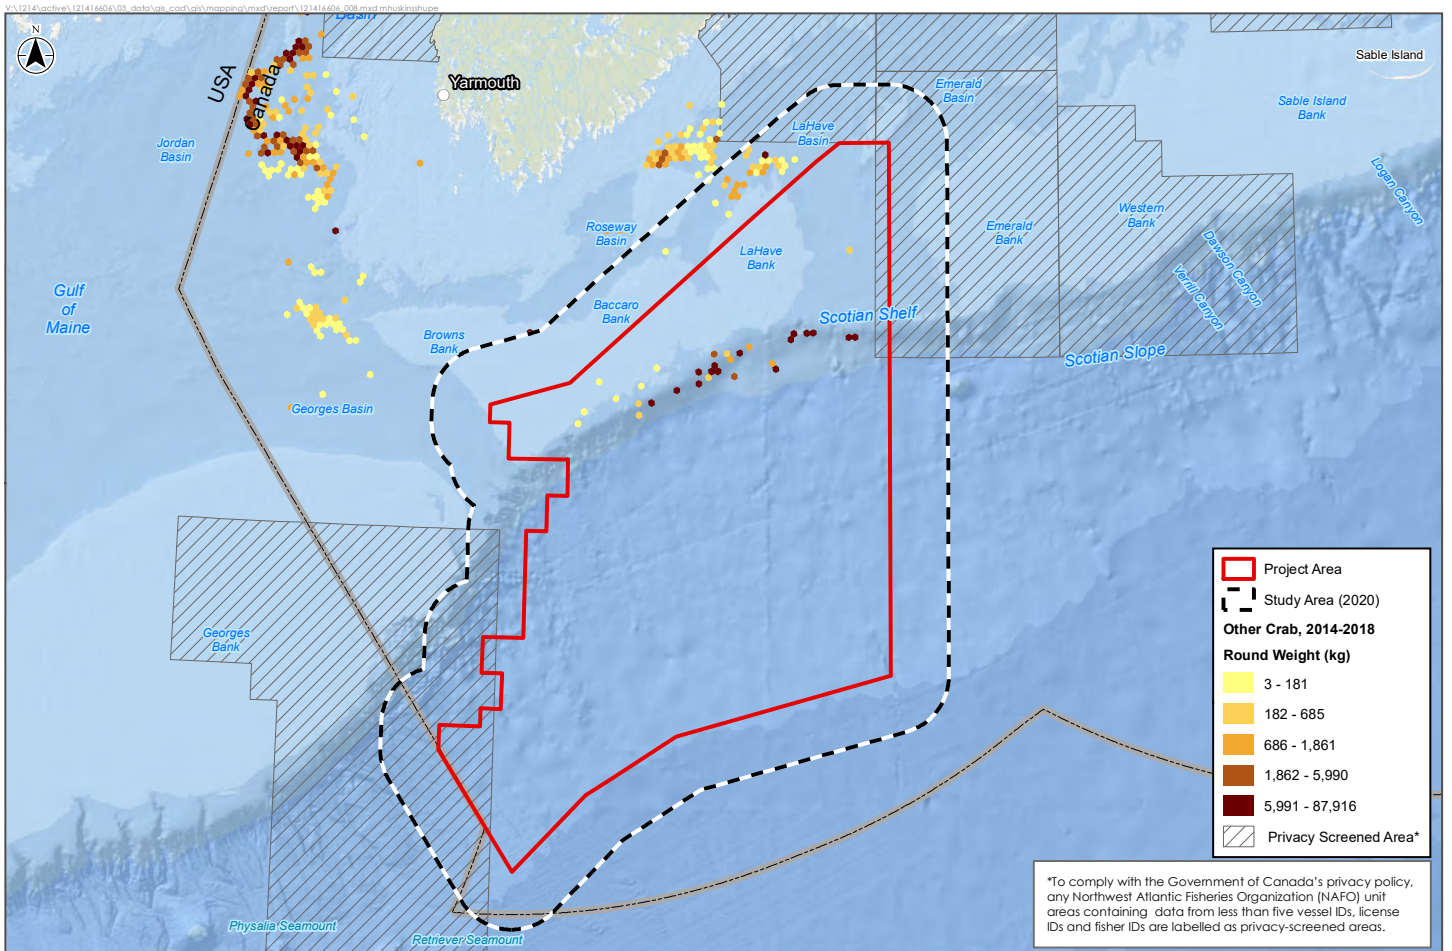 V:\1214\active\121416606\03_data\gis_cad\gis\mapping\mxd\report\121416606_008.mxd mhuskinsshupe
N
Basin
USA
Canada
Yarmouth
Sable Island
Emerald
Basin
Sable Island
Bank
LaHave
Basin
Jordan
Basin
Logan Canyon
Western
Bank
Roseway
Basin
Emerald
Bank
LaHave
Bank
Dawson Canyon
Verrill Canyon
Gulf
of
Maine
Baccaro
Bank
Scotian Shelf
Browns
Bank
Scotian Slope
Georges Basin
Georges
Bank
Physalia Seamount
Retriever Seamount
Project Area
Study Area (2020)
Other Crab, 2014-2018
Round Weight (kg)
3 - 181
182 - 685
686 - 1,861
1,862 - 5,990
5,991 - 87,916
Privacy Screened Area*
*To comply with the Government of Canada's privacy policy,
any Northwest Atlantic Fisheries Organization (NAFO) unit
areas containing data from less than five vessel IDs, license
IDs and fisher IDs are labelled as privacy-screened areas.